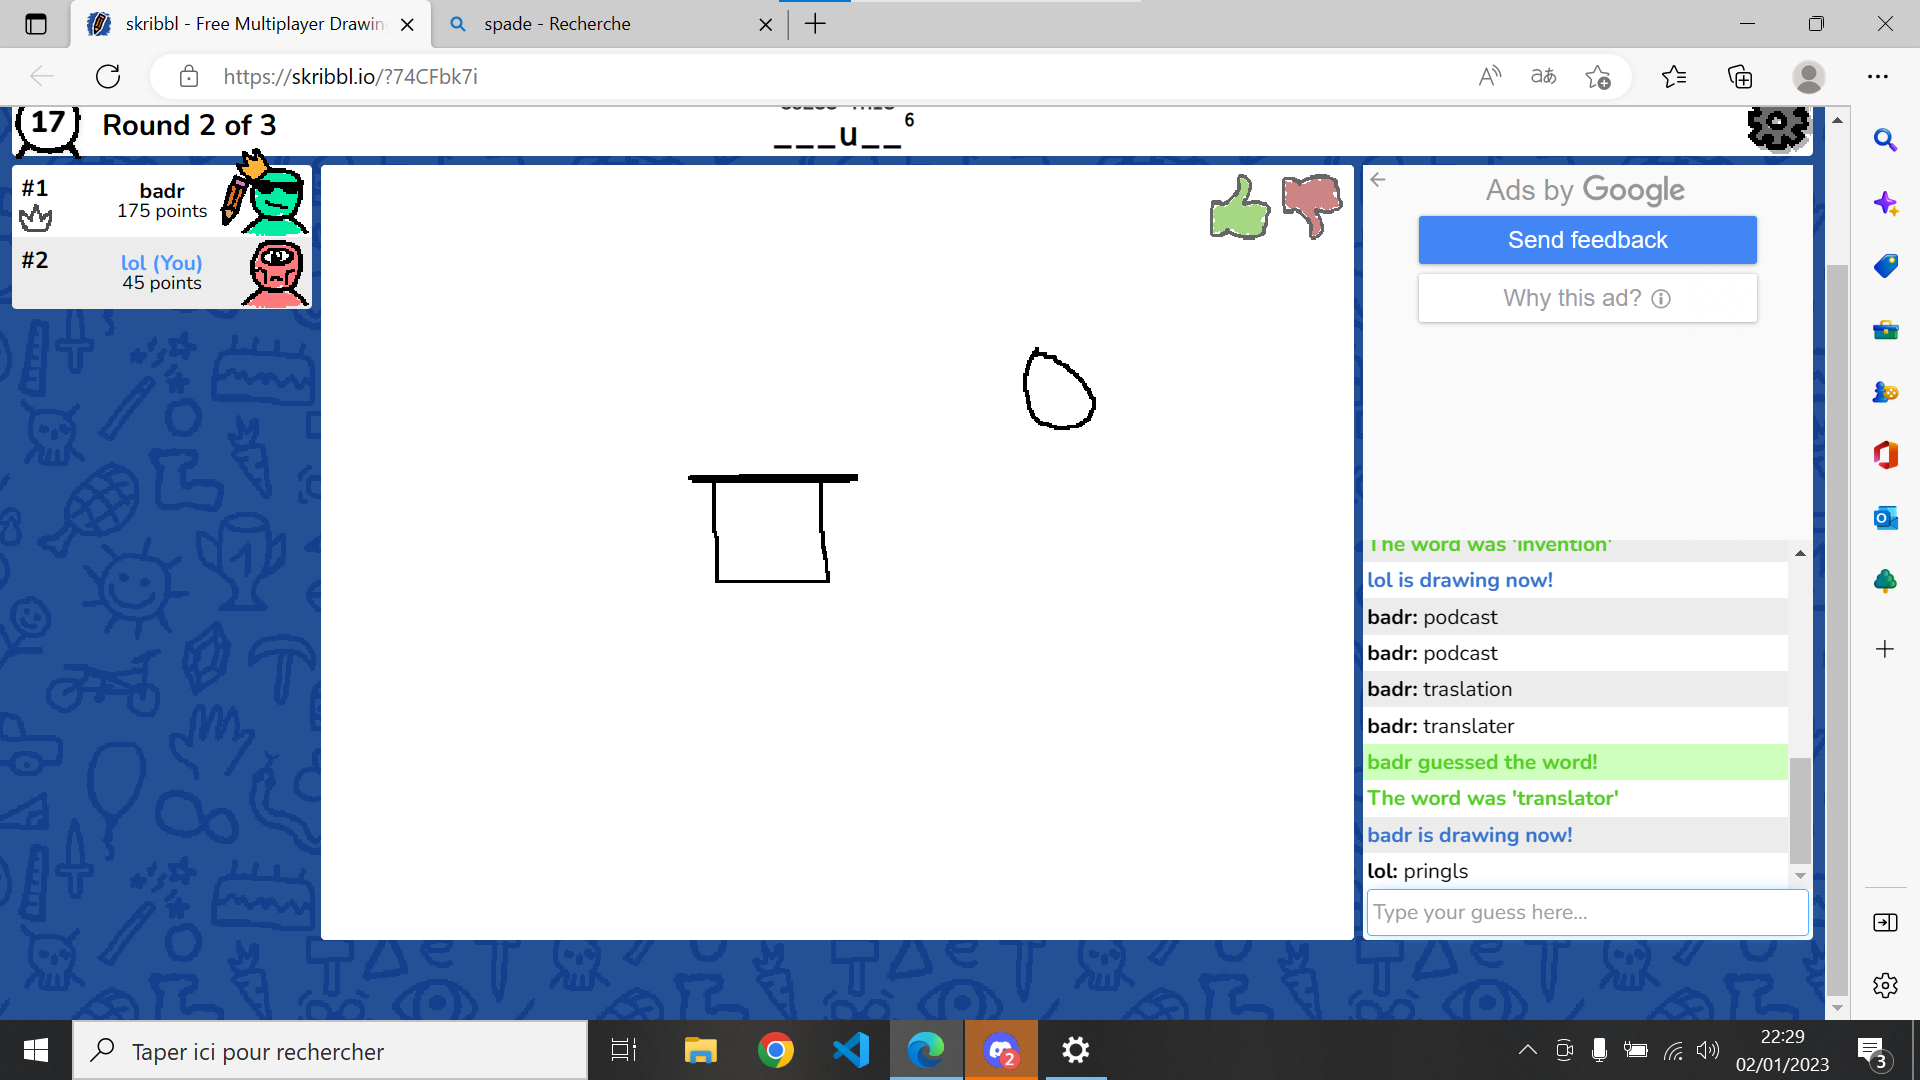 skribbl - Free Multiplayer Drawin
spade - Recherche
https://skribbl.io/?74CFbk7i
17
Round 2 of 3
___u__ 6
#1
badr
175 points
#2
lol (You)
45 points
Ads by Google
Send feedback
Why this ad?
The word was 'invention'
lol is drawing now!
badr: podcast
badr: podcast
badr: traslation
badr: translater
badr guessed the word!
The word was 'translator'
badr is drawing now!
lol: pringls
Type your guess here...
Taper ici pour rechercher
2
22:29
02/01/2023
3